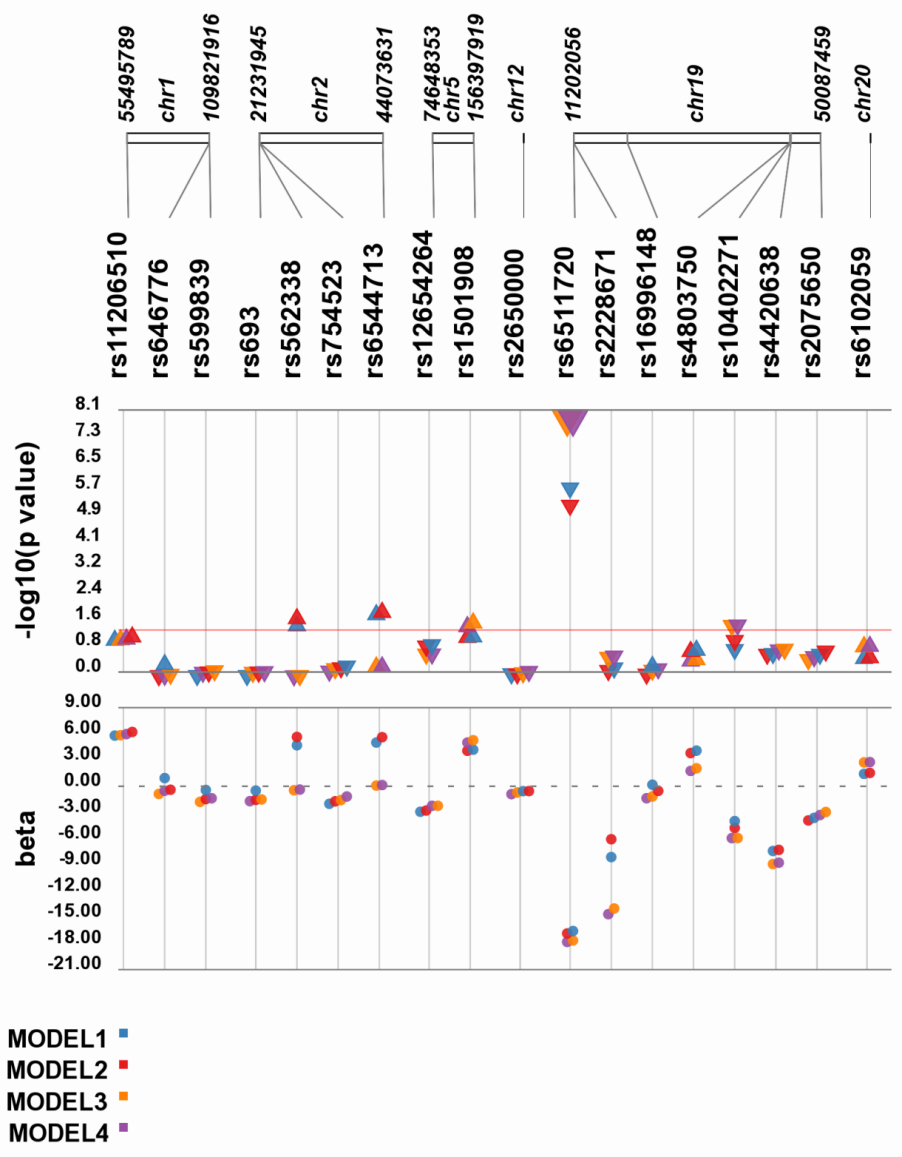 55495789
chr1
109821916
21231945
chr2
44073631
74648353
chr5
156397919
chr12
11202056
chr19
50087459
chr20
rs11206510
rs646776
rs599839
rs693
rs562338
rs754523
rs6544713
rs12654264
rs1501908
rs2650000
rs6511720
rs2228671
rs16996148
rs4803750
rs10402271
rs4420638
rs2075650
rs6102059
-log10(p value)
8.1
7.3
6.5
5.7
4.9
4.1
3.2
2.4
1.6
0.8
0.0
beta
9.00
6.00
3.00
0.00
-3.00
-6.00
-9.00
-12.00
-15.00
-18.00
-21.00
MODEL1
MODEL2
MODEL3
MODEL4